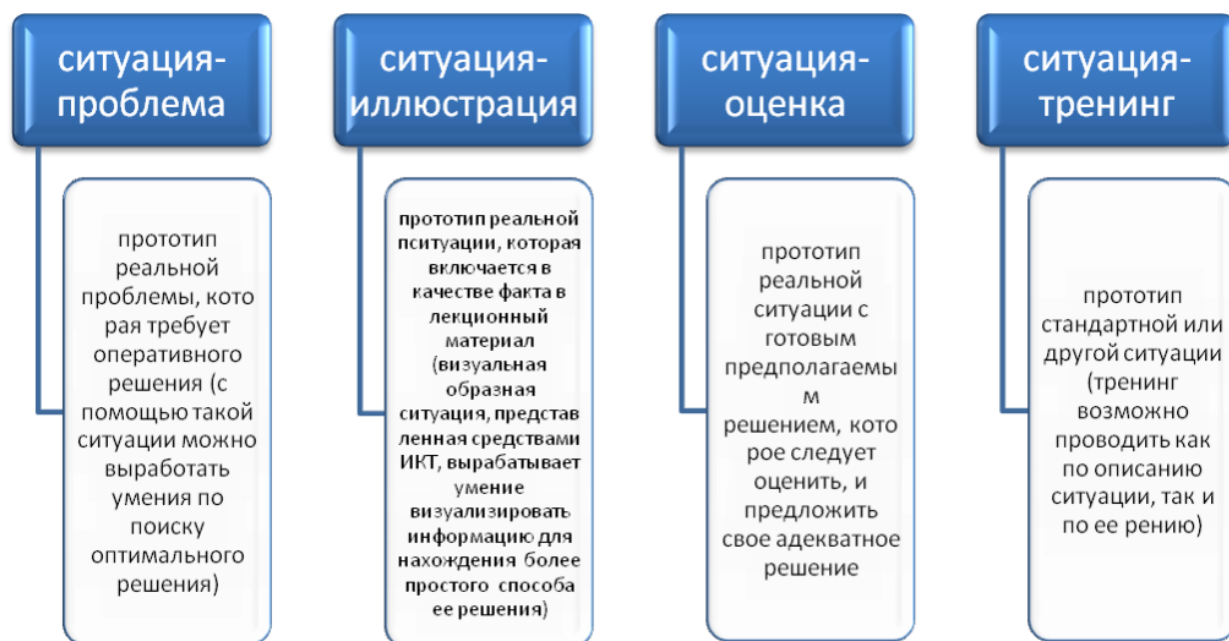 ситуация-
проблема
прототип
реальной
проблемы, кото
рая требует
оперативного
решения (с
помощью такой
ситуации можно
выработать
умения по
поиску
оптимального
решения)
ситуация-
иллюстрация
прототип реальной
пситуации, которая
включается в
качестве факта в
лекционный
материал
(визуальная
образная
ситуация, представ
ленная средствами
ИКТ, вырабатывает
умение
визуализировать
информацию для
нахождения более
простого способа
ее решения)
ситуация-
оценка
прототип
реальной
ситуации с
готовым
предполагаемы
м
решением, кото
рое следует
оценить, и
предложить
свое адекватное
решение
ситуация-
тренинг
прототип
стандартной или
другой ситуации
(тренинг
возможно
проводить как
по описанию
ситуации, так и
по ее рению)